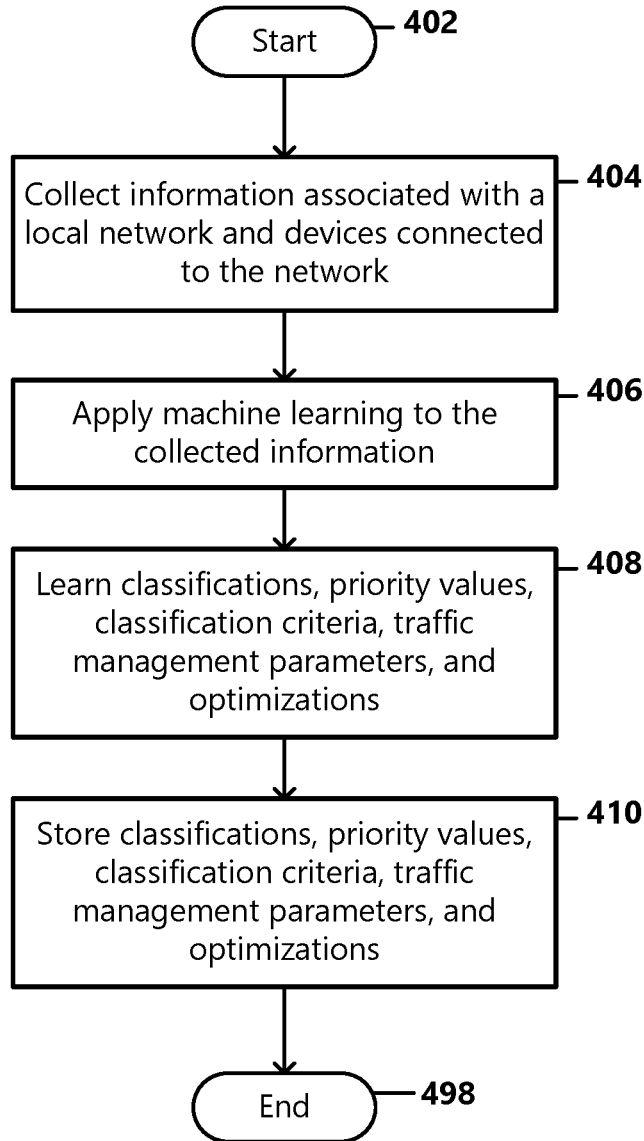 Start
402
Collect information associated with a
local network and devices connected
to the network
404
Apply machine learning to the
collected information
406
Learn classifications, priority values,
classification criteria, traffic
management parameters, and
optimizations
408
Store classifications, priority values,
classification criteria, traffic
management parameters, and
optimizations
410
End
498